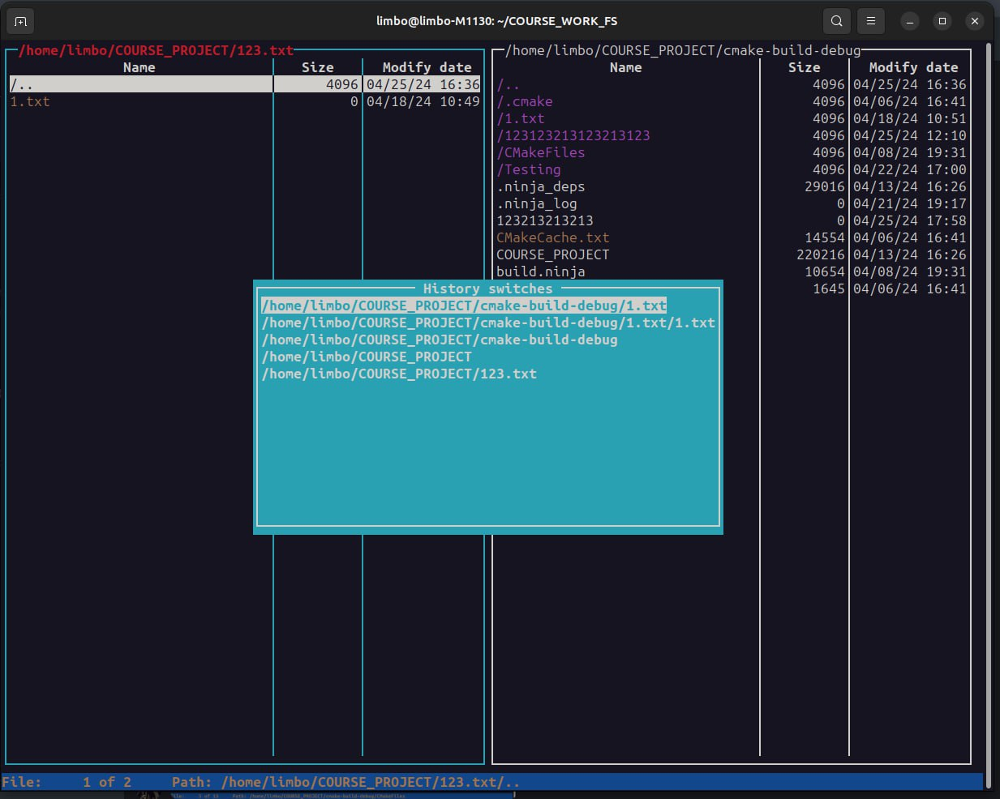 limbo@limbo-M1130: ~/COURSE_WORK_FS
/home/limbo/COURSE_PROJECT/123.txt
Name Size Modify date
/.. 4096 04/25/24 16:36
1.txt 0 04/18/24 10:49
/home/limbo/COURSE_PROJECT/cmake-build-debug
Name Size Modify date
/.. 4096 04/25/24 16:36
/.cmake 4096 04/06/24 16:41
/1.txt 4096 04/18/24 10:51
/123123213123213123 4096 04/25/24 12:10
/CMakeFiles 4096 04/08/24 19:31
/Testing 4096 04/22/24 17:00
.ninja_deps 29016 04/13/24 16:26
.ninja_log 0 04/21/24 19:17
123213213213 0 04/25/24 17:58
CMakeCache.txt 14554 04/06/24 16:41
COURSE_PROJECT 220216 04/13/24 16:26
build.ninja 10654 04/08/24 19:31
1645 04/06/24 16:41
History switches
/home/limbo/COURSE_PROJECT/cmake-build-debug/1.txt
/home/limbo/COURSE_PROJECT/cmake-build-debug/1.txt/1.txt
/home/limbo/COURSE_PROJECT/cmake-build-debug
/home/limbo/COURSE_PROJECT
/home/limbo/COURSE_PROJECT/123.txt
File: 1 of 2 Path: /home/limbo/COURSE_PROJECT/123.txt/..
Path: /home/limbo/COURSE_PROJECT/cmake-build-debug/CMakeFiles